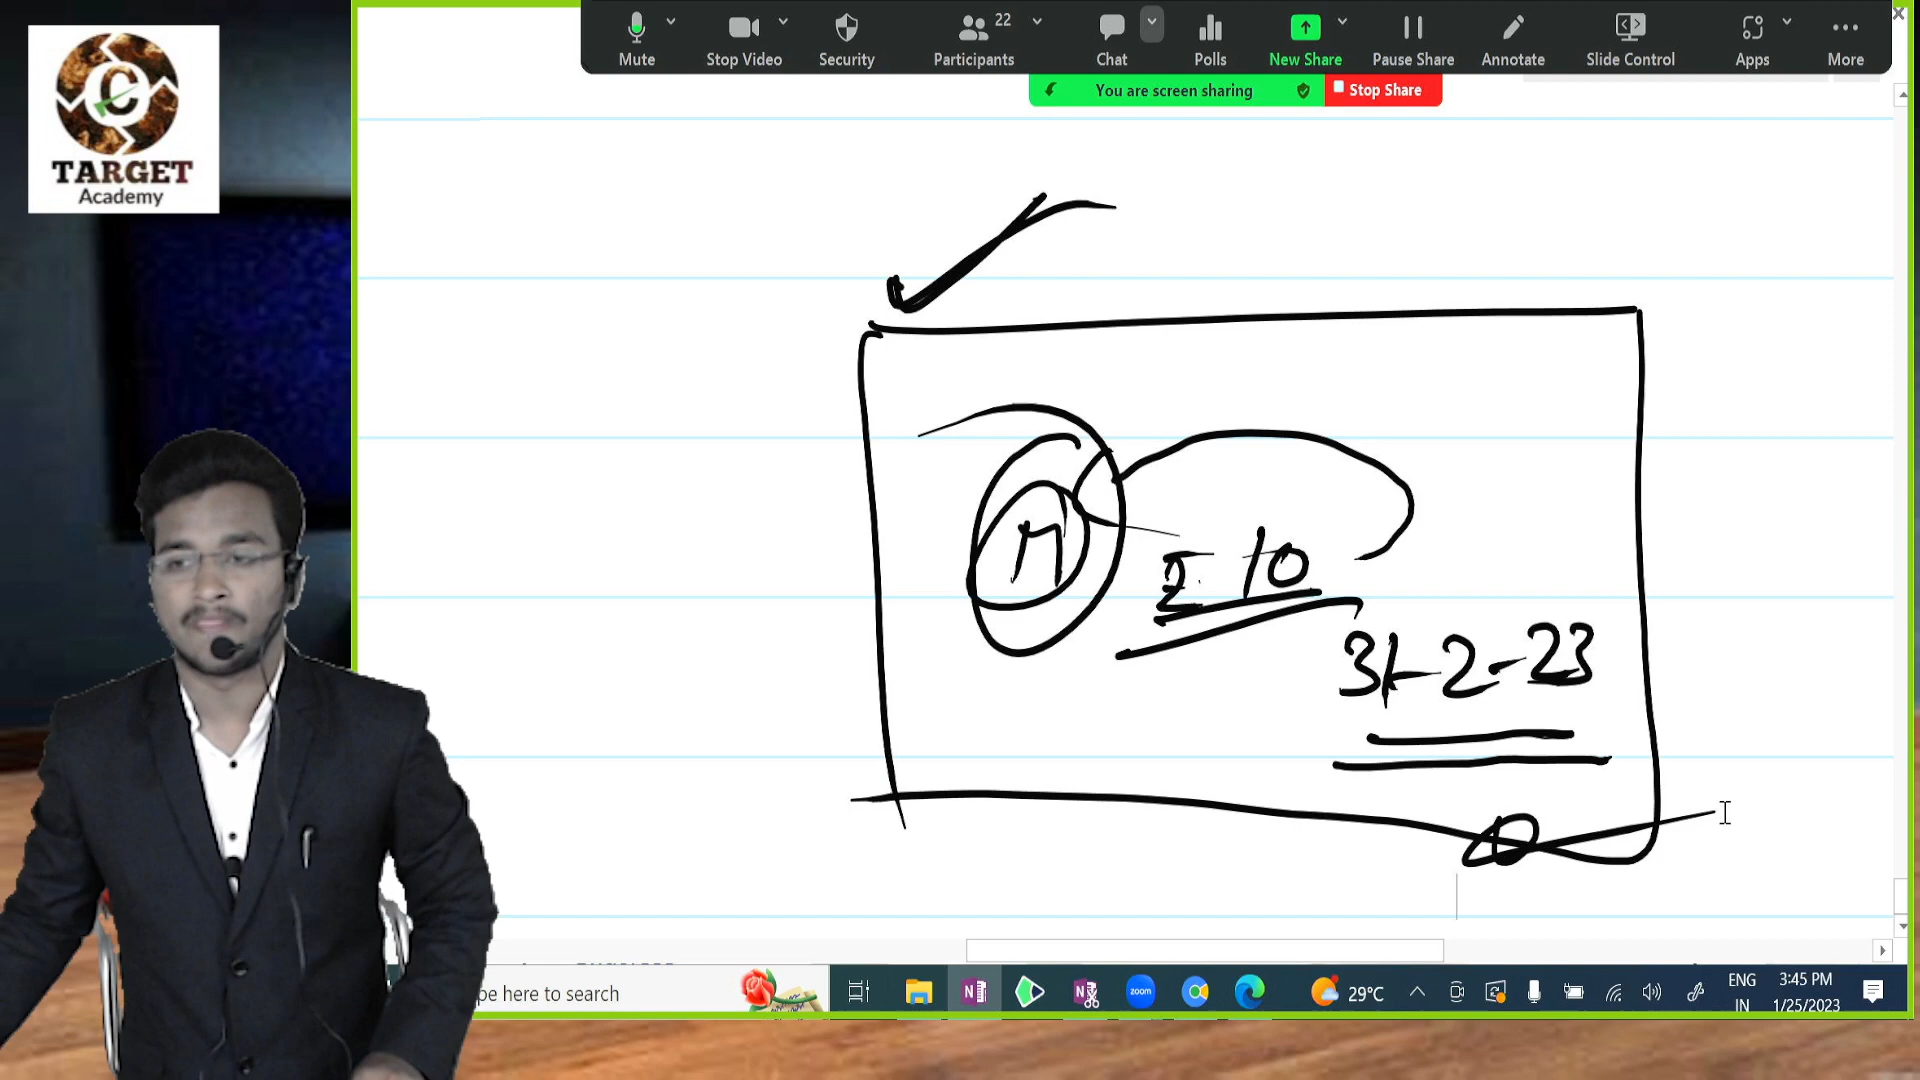 TARGET
Academy
Mute
Stop Video
Security
22
Participants
Chat
Polls
New Share
Pause Share
Annotate
Slide Control
Apps
More
You are screen sharing
Stop Share
M
10
31-2-23
pe here to search
zoom
29°C
ENG
IN
3:45 PM
1/25/2023